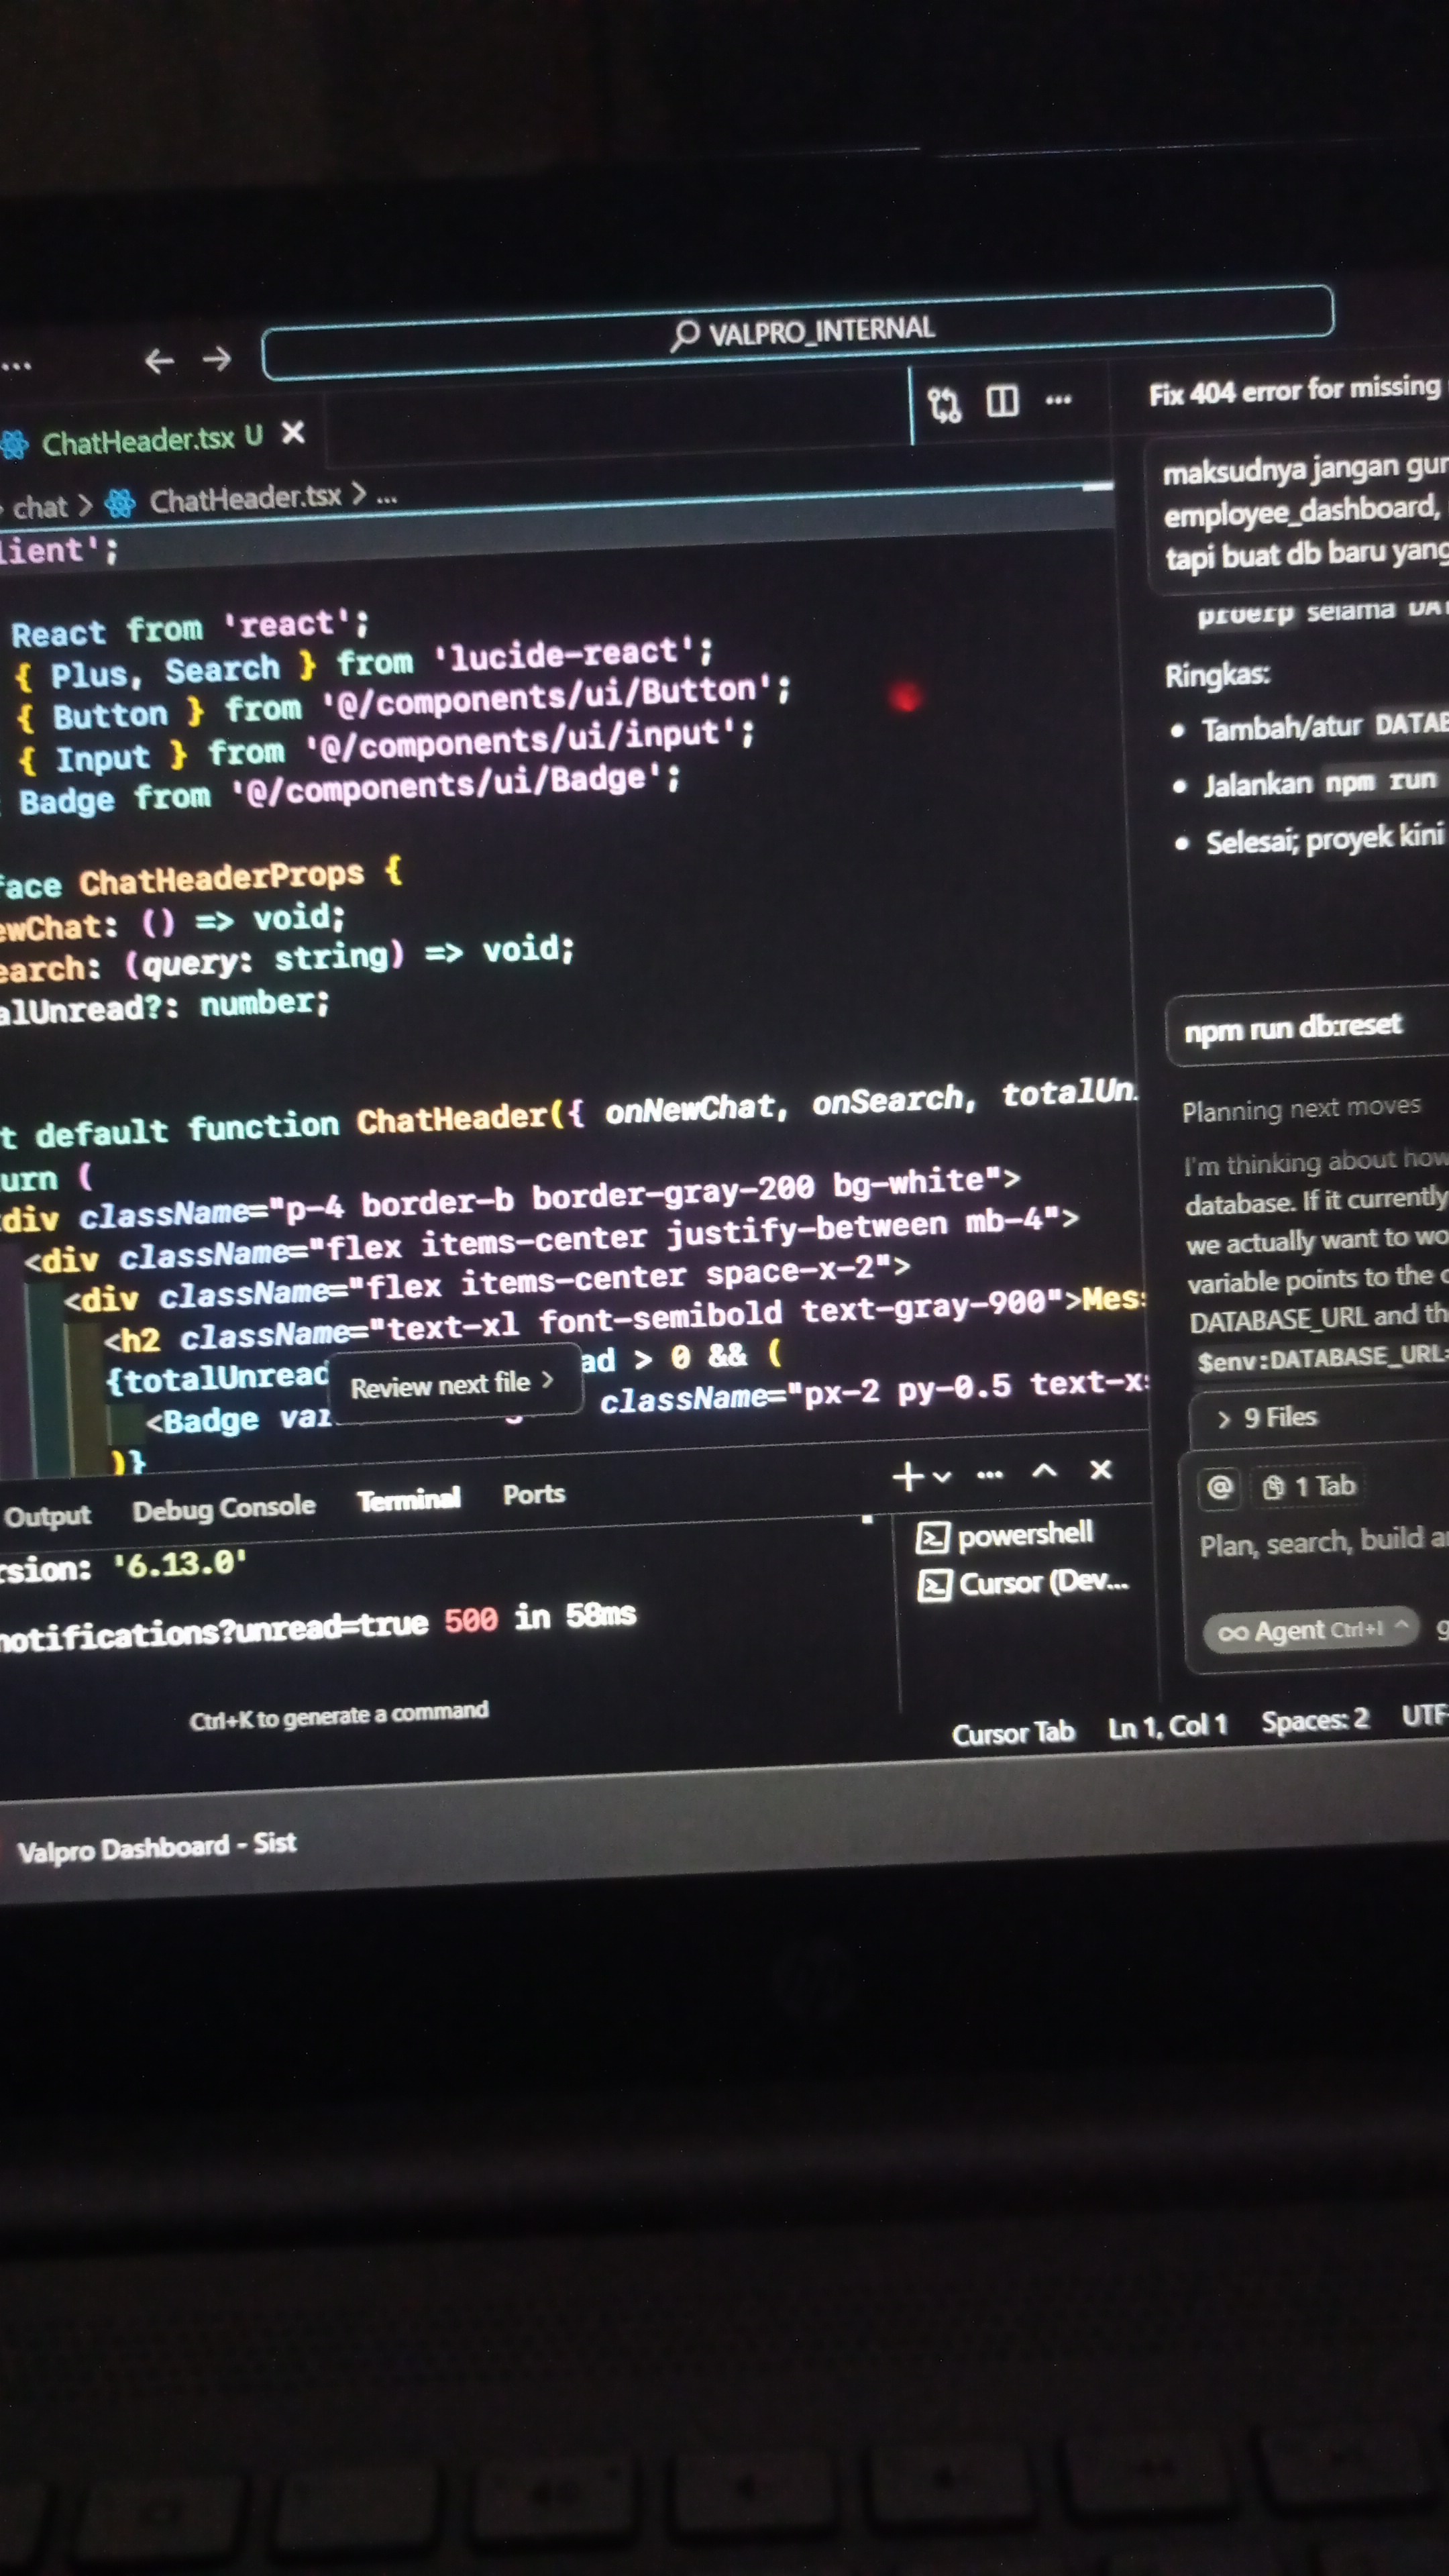 VALPRO_INTERNAL
ChatHeader.tsx U
chat > ChatHeader.tsx > ...
lient';
React from 'react';
{ Plus, Search } from 'lucide-react';
{ Button } from '@/components/ui/Button';
{ Input } from '@/components/ui/input';
Badge from '@/components/ui/Badge';
face ChatHeaderProps {
ewChat: () => void;
earch: (query: string) => void;
alUnread?: number;
t default function ChatHeader({ onNewChat, onSearch, totalUn
urn (
div className="p-4 border-b border-gray-200 bg-white">
<div className="flex items-center justify-between mb-4">
<div className="flex items-center space-x-2">
<h2 className="text-xl font-semibold text-gray-900">Mess
{totalUnread ad > 0 && (
<Badge var className="px-2 py-0.5 text-xs
)}
Review next file >
Output Debug Console Terminal Ports
rsion: '6.13.0'
notifications?unread=true 500 in 58ms
Ctrl+K to generate a command
powershell
Cursor (Dev...
Cursor Tab Ln 1, Col 1 Spaces: 2 UTF-
Valpro Dashboard - Sist
Fix 404 error for missing
maksudnya jangan gun
employee_dashboard,
tapi buat db baru yang
proerp selama DAT
Ringkas:
• Tambah/atur DATAB
• Jalankan npm run
• Selesai; proyek kini
npm run db:reset
Planning next moves
I'm thinking about how
database. If it currently
we actually want to wo
variable points to the c
DATABASE_URL and th
$env:DATABASE_URL=
> 9 Files
@ 1 Tab
Plan, search, build a
Agent Ctrl+I